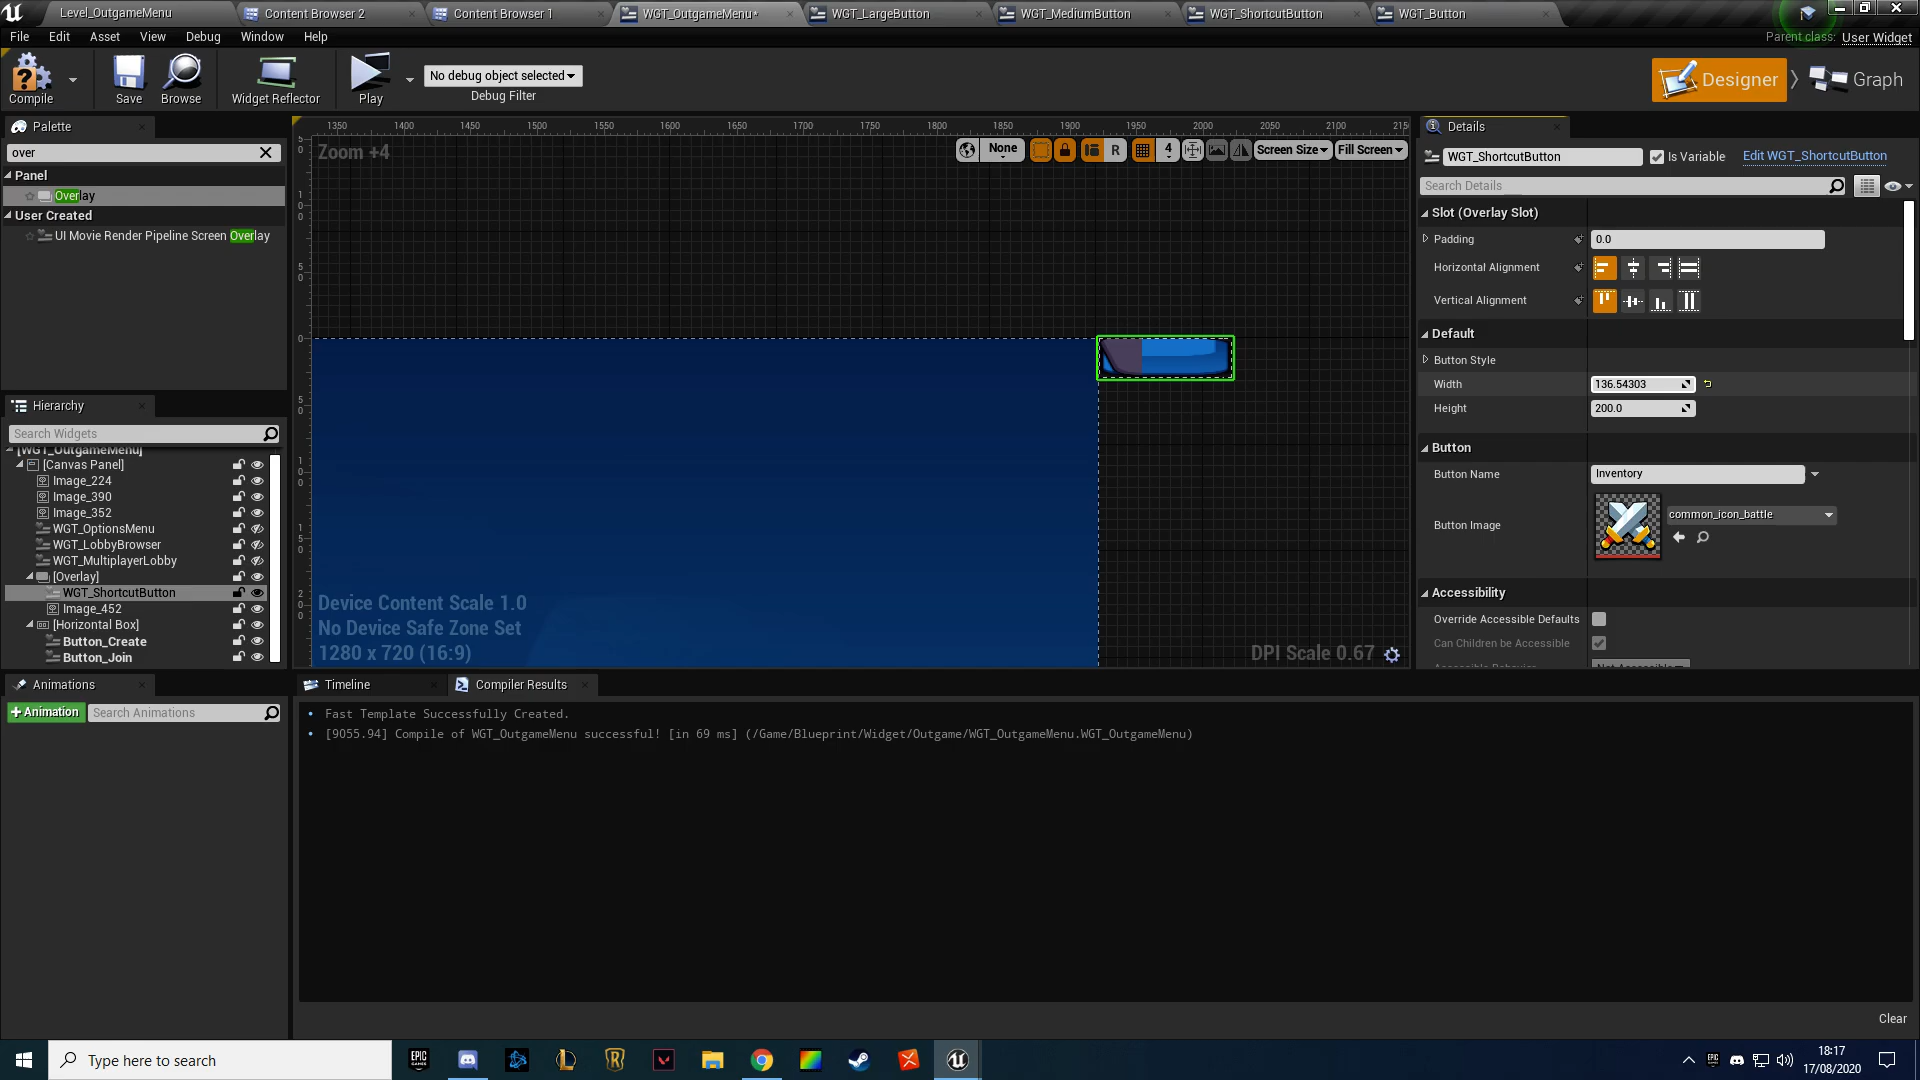 Level_OutgameMenu
Content Browser 2
Content Browser 1
WGT_OutgameMenu*
WGT_LargeButton
WGT_MediumButton
WGT_ShortcutButton
WGT_Button
File Edit Asset View Window Debug Window Help
Parent class: User Widget
Compile
Save
Browse
Widget Reflector
Play
No debug object selected
Debug Filter
Designer
Graph
Palette
over
Panel
Overlay
User Created
UI Movie Render Pipeline Screen Overlay
Hierarchy
Search Widgets
[WGT_OutgameMenu]
[Canvas Panel]
Image_224
Image_390
Image_352
WGT_OptionsMenu
WGT_LobbyBrowser
WGT_MultiplayerLobby
[Overlay]
WGT_ShortcutButton
Image_452
[Horizontal Box]
Button_Create
Button_Join
Animations
+Animation
Search Animations
1350 1400 1450 1500 1550 1600 1650 1700 1750 1800 1850 1900 1950 2000 2050 2100 215
Zoom +4
None
R
4
Screen Size
Fill Screen
Device Content Scale 1.0
No Device Safe Zone Set
1280 x 720 (16:9)
DPI Scale 0.67
Details
WGT_ShortcutButton
Is Variable
Edit WGT_ShortcutButton
Search Details
Slot (Overlay Slot)
Padding
0.0
Horizontal Alignment
Vertical Alignment
Default
Button Style
Width
136.54303
Height
200.0
Button
Button Name
Inventory
Button Image
common_icon_battle
Accessibility
Override Accessible Defaults
Can Children be Accessible
Timeline
Compiler Results
• Fast Template Successfully Created.
• [9055.94] Compile of WGT_OutgameMenu successful! [in 69 ms] (/Game/Blueprint/Widget/Outgame/WGT_OutgameMenu.WGT_OutgameMenu)
Clear
Type here to search
EPIC GAMES
18:17
17/08/2020